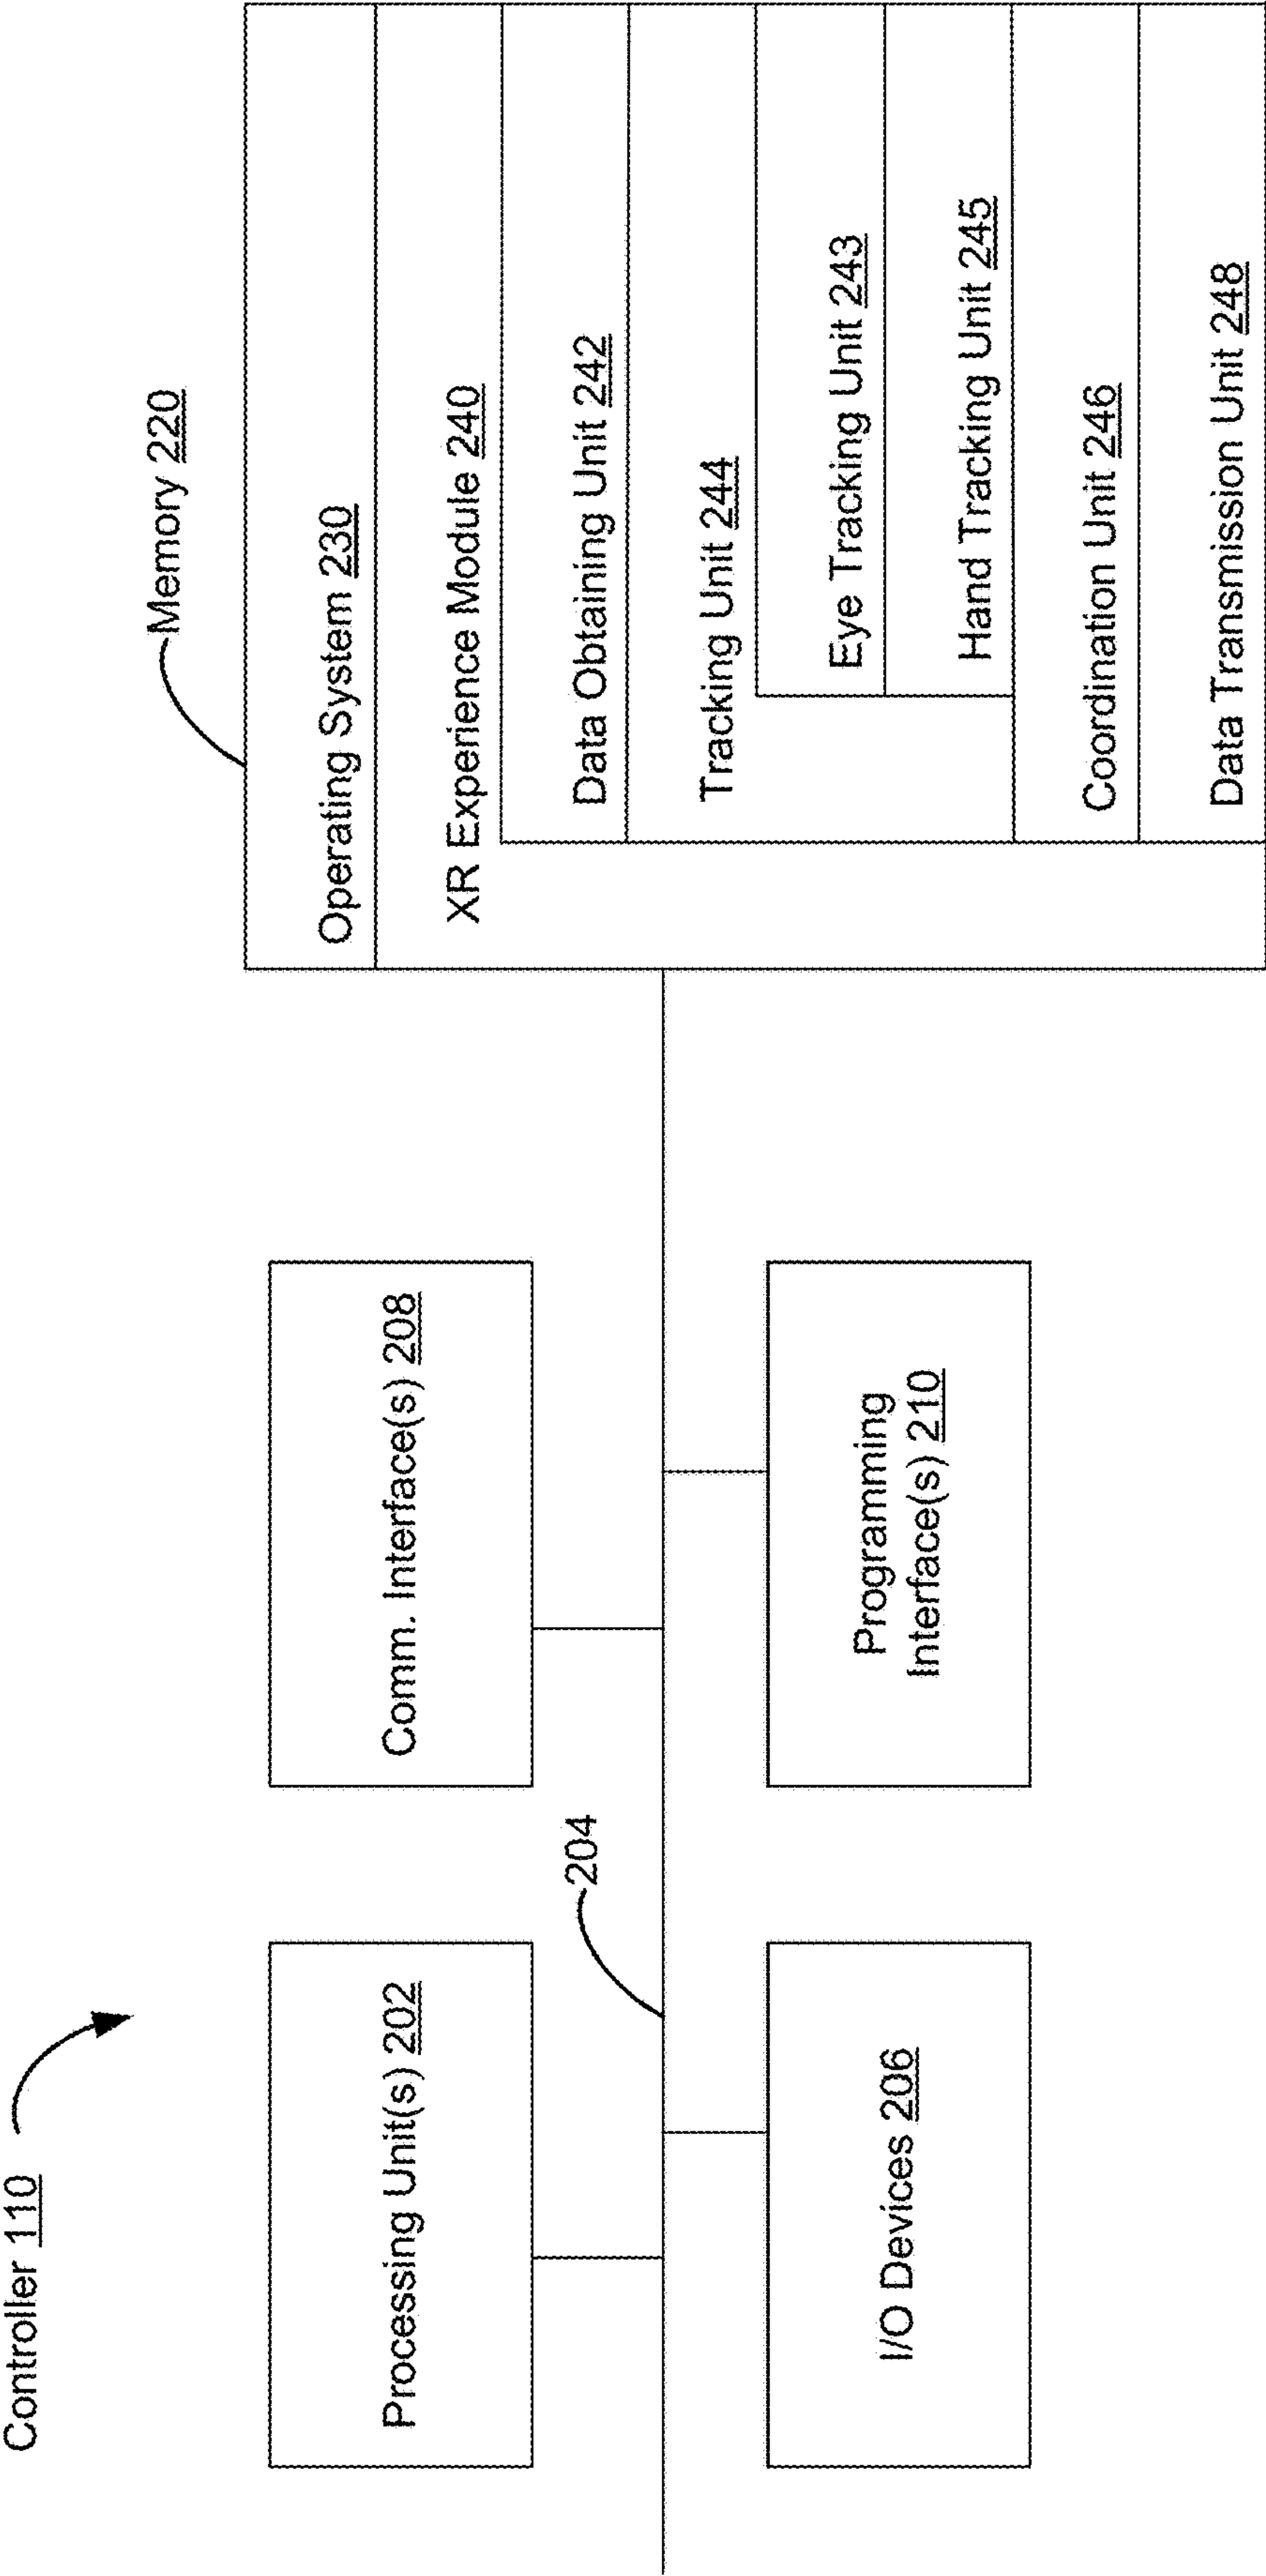 Controller 110
Processing Unit(s) 202
Comm. Interface(s) 208
204
I/O Devices 206
Programming
Interface(s) 210
Memory 220
Operating System 230
XR Experience Module 240
Data Obtaining Unit 242
Tracking Unit 244
Eye Tracking Unit 243
Hand Tracking Unit 245
Coordination Unit 246
Data Transmission Unit 248